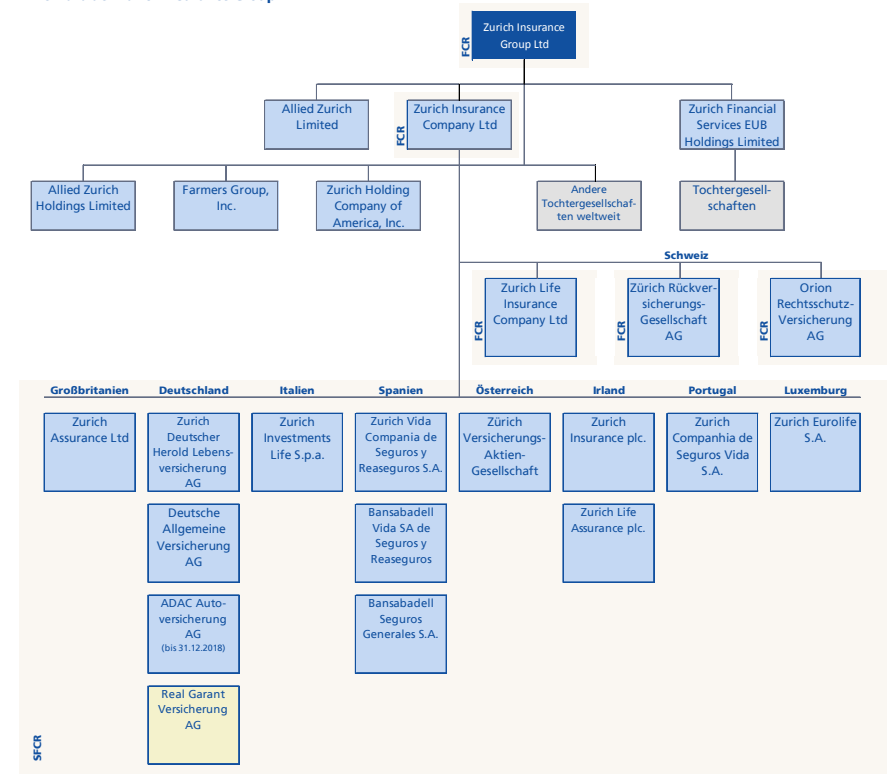 Zurich Insurance
Group Ltd
FCR
Allied Zurich
Limited
Zurich Insurance
Company Ltd
FCR
Zurich Financial
Services EUB
Holdings Limited
Allied Zurich
Holdings Limited
Farmers Group,
Inc.
Zurich Holding
Company of
America, Inc.
Andere
Tochtergesellschaf-
ten weltweit
Tochtergesell-
schaften
Schweiz
Zurich Life
Insurance
Company Ltd
FCR
Zürich Rückver-
sicherungs-
Gesellschaft
AG
FCR
Orion
Rechtsschutz-
Versicherung
AG
FCR
Großbritanien
Deutschland
Italien
Spanien
Österreich
Irland
Portugal
Luxemburg
Zurich
Assurance Ltd
Zurich
Deutscher
Herold Lebens-
versicherung
AG
Zurich
Investments
Life S.p.a.
Zurich Vida
Compania de
Seguros y
Reaseguros S.A.
Zürich
Versicherungs-
Aktien-
Gesellschaft
Zurich
Insurance plc.
Zurich
Companhia de
Seguros Vida
S.A.
Zurich Eurolife
S.A.
Deutsche
Allgemeine
Versicherung
AG
Bansabadell
Vida SA de
Seguros y
Reaseguros
Zurich Life
Assurance plc.
ADAC Auto-
versicherung
AG
(bis 31.12.2018)
Bansabadell
Seguros
Generales S.A.
Real Garant
Versicherung
AG
SFCR